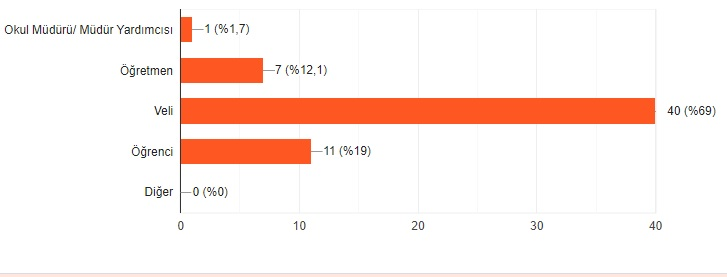 Okul Müdürü/ Müdür Yardımcısı 1 (%1,7)
Öğretmen 7 (%12,1)
Veli 40 (%69)
Öğrenci 11 (%19)
Diğer 0 (%0)
0 10 20 30 40